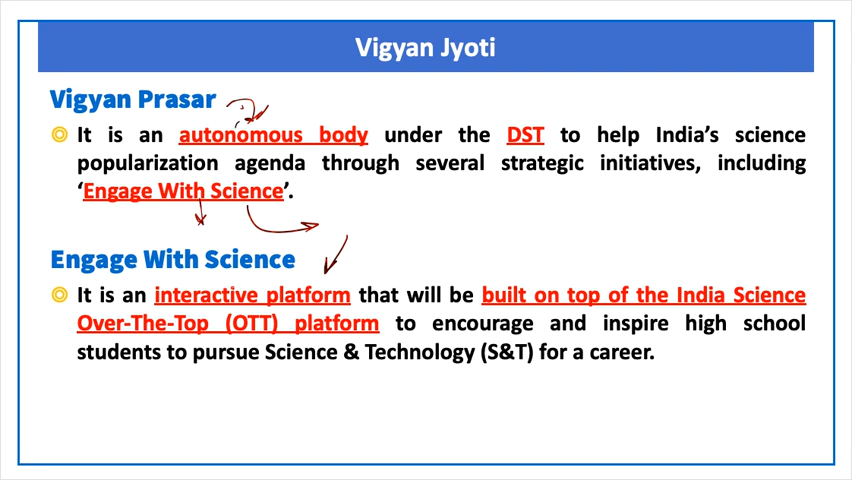 Vigyan Jyoti
Vigyan Prasar
It is an autonomous body under the DST to help India's science
popularization agenda through several strategic initiatives, including
'Engage With Science'.
Engage With Science
It is an interactive platform that will be built on top of the India Science
Over-The-Top (OTT) platform to encourage and inspire high school
students to pursue Science & Technology (S&T) for a career.